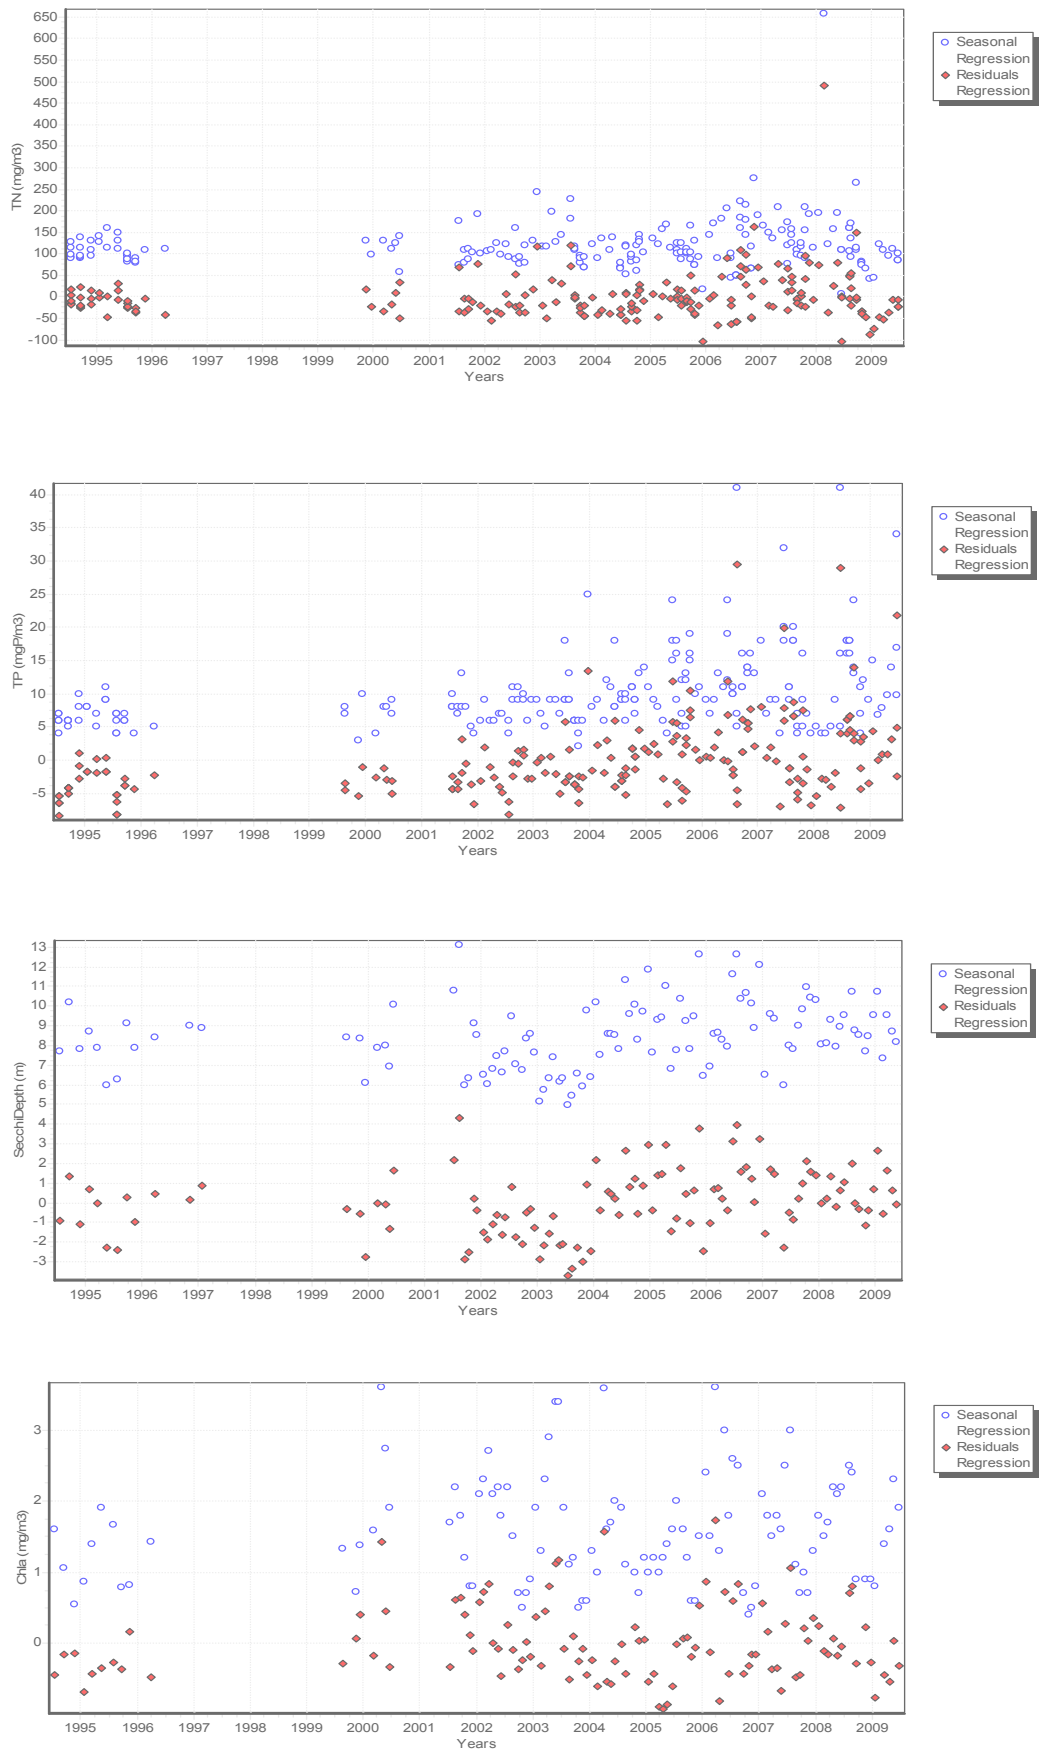 650
600
550
500
450
400
350
300
250
200
150
100
50
0
-50
-100
TN (mg/m3)
1995 1996 1997 1998 1999 2000 2001 2002 2003 2004 2005 2006 2007 2008 2009
Years
Seasonal
Regression
Residuals
Regression
40
35
30
25
20
15
10
5
0
-5
TP (mgP/m3)
1995 1996 1997 1998 1999 2000 2001 2002 2003 2004 2005 2006 2007 2008 2009
Years
Seasonal
Regression
Residuals
Regression
13
12
11
10
9
8
7
6
5
4
3
2
1
0
-1
-2
-3
SecchiDepth (m)
1995 1996 1997 1998 1999 2000 2001 2002 2003 2004 2005 2006 2007 2008 2009
Years
Seasonal
Regression
Residuals
Regression
3
2
1
0
Chla (mg/m3)
1995 1996 1997 1998 1999 2000 2001 2002 2003 2004 2005 2006 2007 2008 2009
Years
Seasonal
Regression
Residuals
Regression